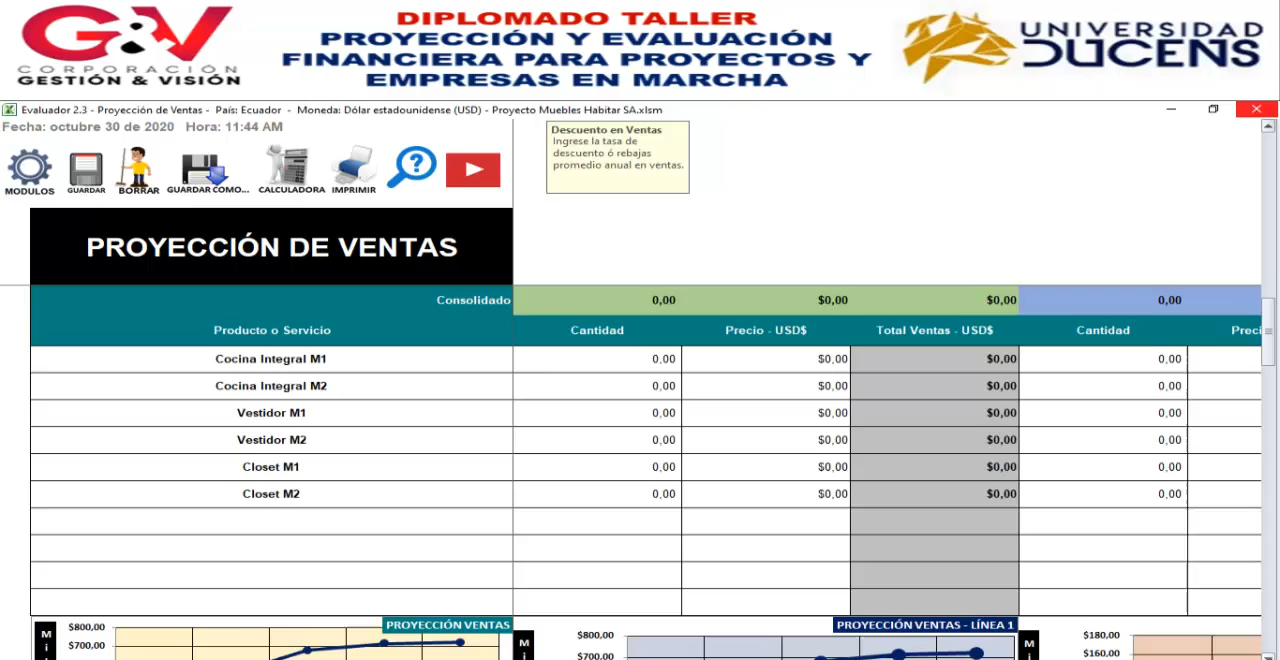 G&V
CORPORACIÓN
GESTIÓN & VISIÓN
DIPLOMADO TALLER
PROYECCIÓN Y EVALUACIÓN
FINANCIERA PARA PROYECTOS Y
EMPRESAS EN MARCHA
UNIVERSIDAD
DUCENS
Evaluador 2.3 - Proyección de Ventas - País: Ecuador - Moneda: Dólar estadounidense (USD) - Proyecto Muebles Habitar SA.xlsm
Fecha: octubre 30 de 2020 Hora: 11:44 AM
Descuento en Ventas
Ingrese la tasa de
descuento ó rebajas
promedio anual en ventas.
MODULOS GUARDAR BORRAR GUARDAR COMO... CALCULADORA IMPRIMIR
PROYECCIÓN DE VENTAS
Consolidado 0,00 $0,00 $0,00 0,00
Producto o Servicio Cantidad Precio - USD$ Total Ventas - USD$ Cantidad Preci
Cocina Integral M1 0,00 $0,00 $0,00 0,00
Cocina Integral M2 0,00 $0,00 $0,00 0,00
Vestidor M1 0,00 $0,00 $0,00 0,00
Vestidor M2 0,00 $0,00 $0,00 0,00
Closet M1 0,00 $0,00 $0,00 0,00
Closet M2 0,00 $0,00 $0,00 0,00
PROYECCIÓN VENTAS PROYECCIÓN VENTAS - LÍNEA 1
M $800,00 M $800,00 M $180,00
i $700,00 i $700,00 i $160,00